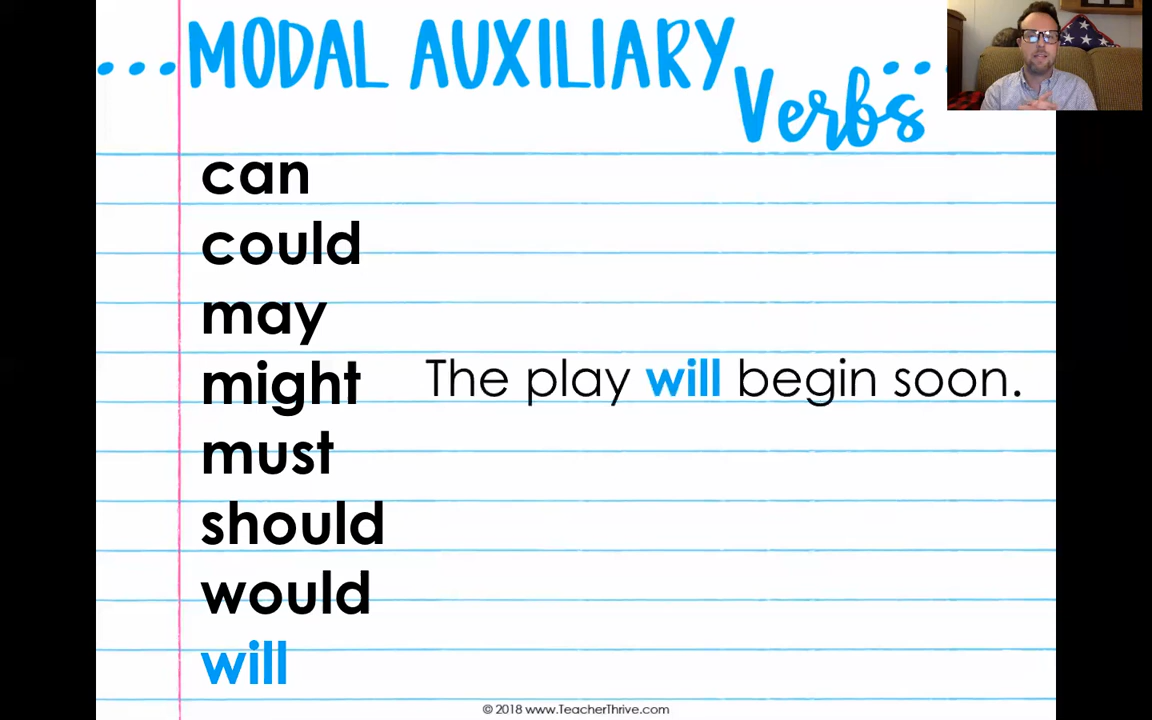 ...MODAL AUXILIARY
Verbs...
can
could
may
might
The play will begin soon.
must
should
would
will
© 2018 www.TeacherThrive.com